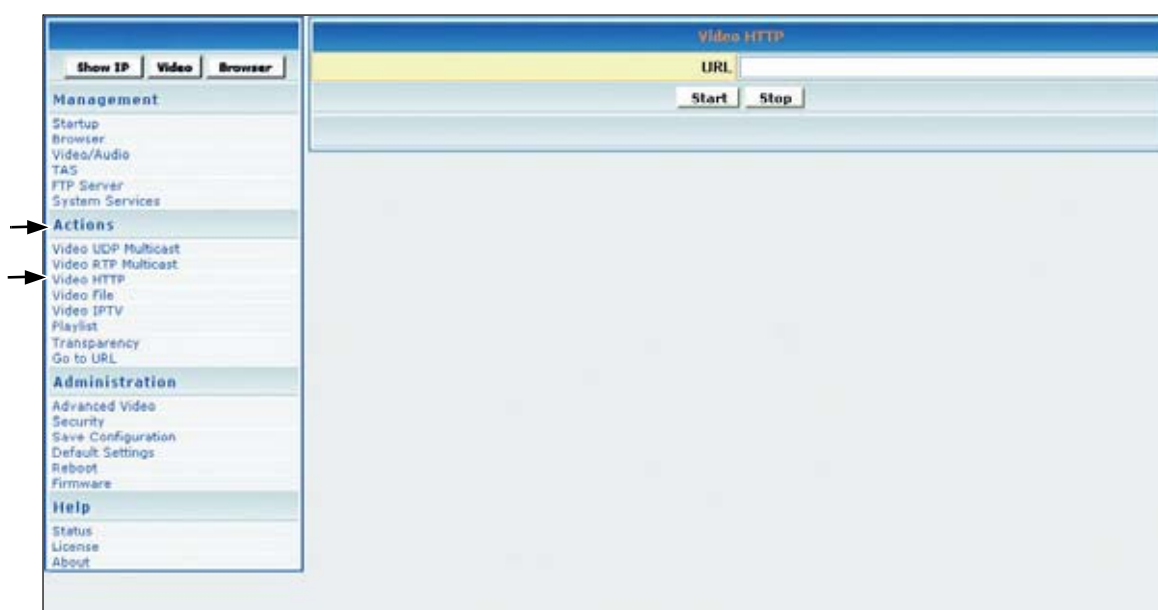 Show IP Video Browser
Management
Startup
Browser
Video/Audio
TAS
FTP Server
System Services
Actions
Video UDP Multicast
Video RTP Multicast
Video HTTP
Video File
Video IPTV
Playlist
Transparency
Go to URL
Administration
Advanced Video
Security
Save Configuration
Default Settings
Reboot
Firmware
Help
Status
License
About
Video HTTP
URL
Start Stop